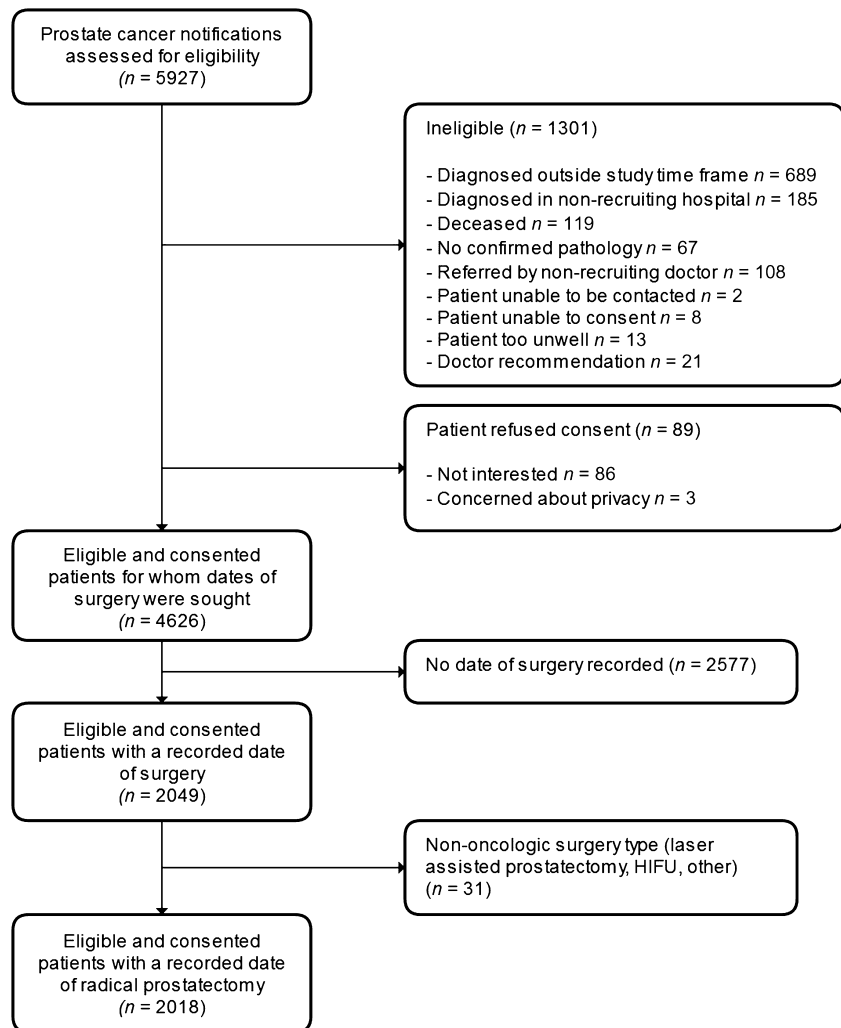 Prostate cancer notifications
assessed for eligibility
(n = 5927)
Ineligible (n = 1301)
- Diagnosed outside study time frame n = 689
- Diagnosed in non-recruiting hospital n = 185
- Deceased n = 119
- No confirmed pathology n = 67
- Referred by non-recruiting doctor n = 108
- Patient unable to be contacted n = 2
- Patient unable to consent n = 8
- Patient too unwell n = 13
- Doctor recommendation n = 21
Patient refused consent (n = 89)
- Not interested n = 86
- Concerned about privacy n = 3
Eligible and consented
patients for whom dates of
surgery were sought
(n = 4626)
No date of surgery recorded (n = 2577)
Eligible and consented
patients with a recorded date
of surgery
(n = 2049)
Non-oncologic surgery type (laser
assisted prostatectomy, HIFU, other)
(n = 31)
Eligible and consented
patients with a recorded date
of radical prostatectomy
(n = 2018)